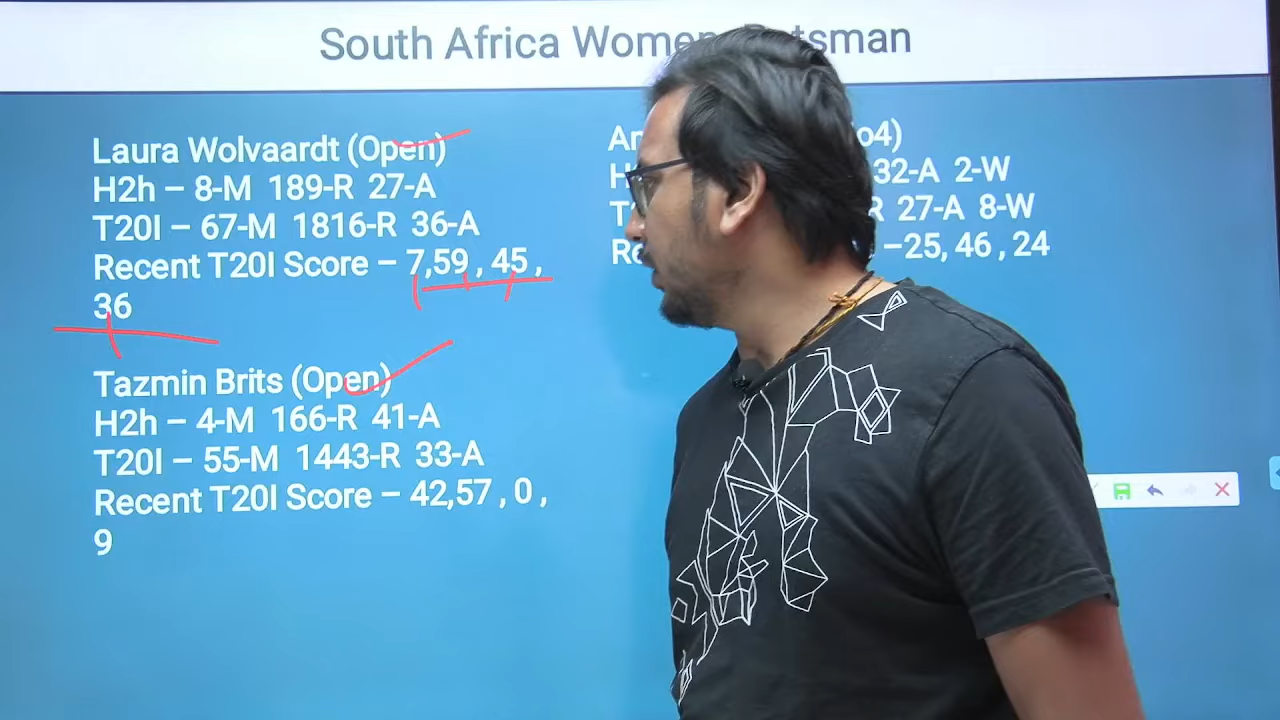 South Africa Women
Laura Wolvaardt (Open)
H2h – 8-M 189-R 27-A
T20I – 67-M 1816-R 36-A
Recent T20I Score – 7,59 , 45 ,
36
Tazmin Brits (Open)
H2h – 4-M 166-R 41-A
T20I – 55-M 1443-R 33-A
Recent T20I Score – 42,57 , 0 ,
9
32-A 2-W
27-A 8-W
–25, 46 , 24